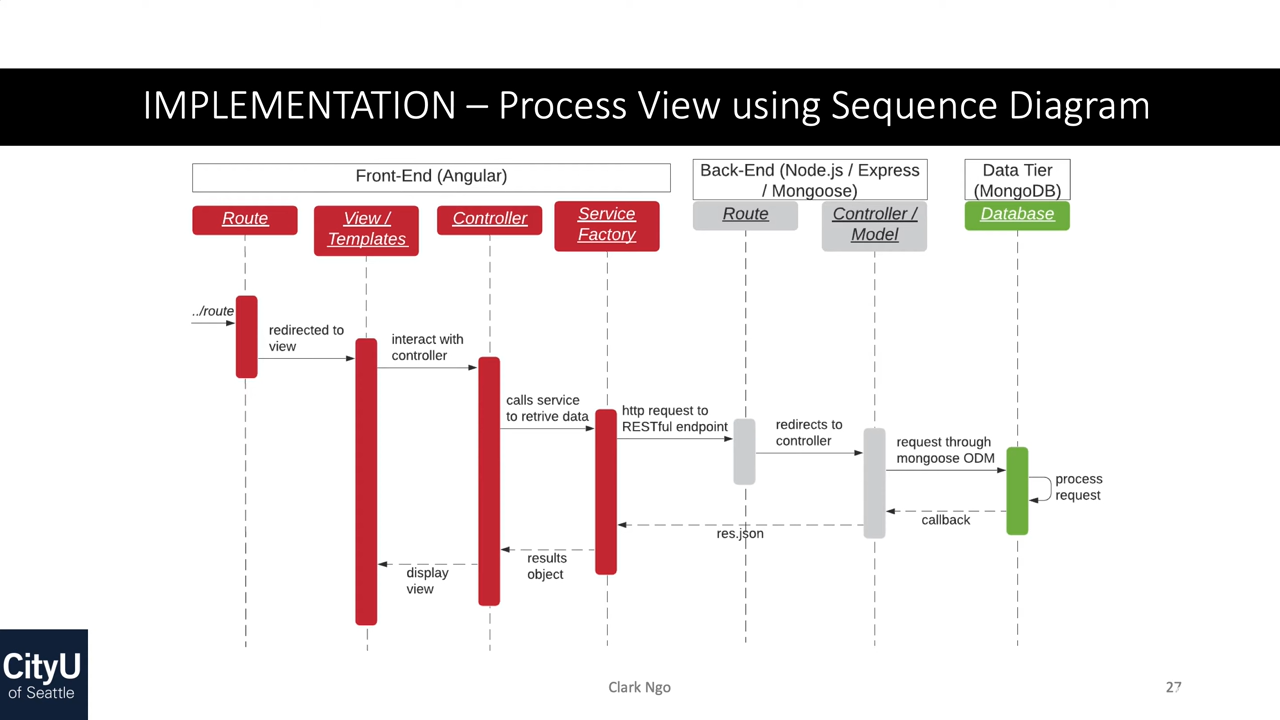 IMPLEMENTATION – Process View using Sequence Diagram
Front-End (Angular)
Back-End (Node.js / Express
/ Mongoose)
Data Tier
(MongoDB)
Route
View /
Templates
Controller
Service
Factory
Route
Controller /
Model
Database
../route
redirected to
view
interact with
controller
calls service
to retrive data
http request to
RESTful endpoint
redirects to
controller
request through
mongoose ODM
process
request
callback
res.json
results
object
display
view
CityU
of Seattle
Clark Ngo
27